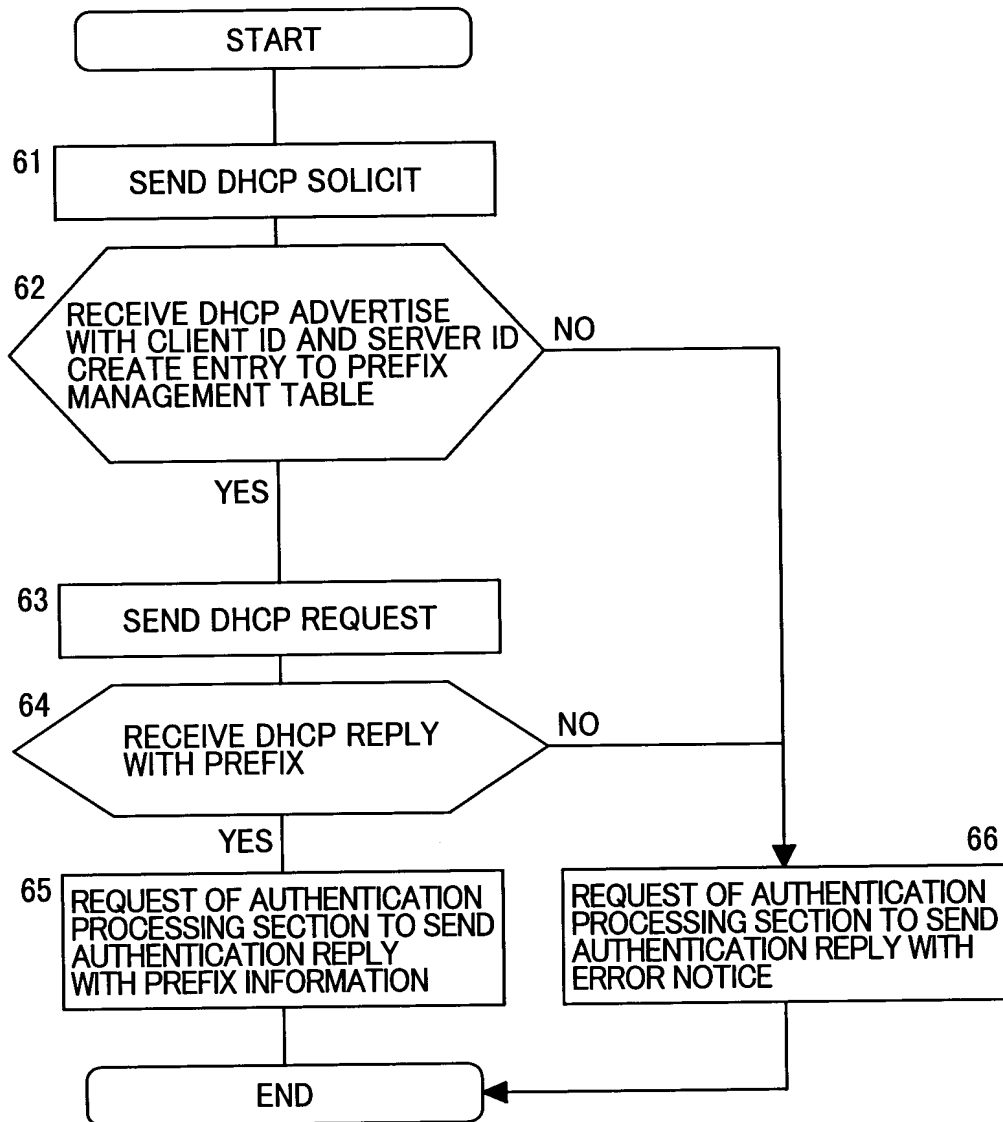 START
61
SEND DHCP SOLICIT
62
RECEIVE DHCP ADVERTISE
WITH CLIENT ID AND SERVER ID
CREATE ENTRY TO PREFIX
MANAGEMENT TABLE
NO
YES
63
SEND DHCP REQUEST
64
RECEIVE DHCP REPLY
WITH PREFIX
NO
YES
65
REQUEST OF AUTHENTICATION
PROCESSING SECTION TO SEND
AUTHENTICATION REPLY
WITH PREFIX INFORMATION
66
REQUEST OF AUTHENTICATION
PROCESSING SECTION TO SEND
AUTHENTICATION REPLY WITH
ERROR NOTICE
END